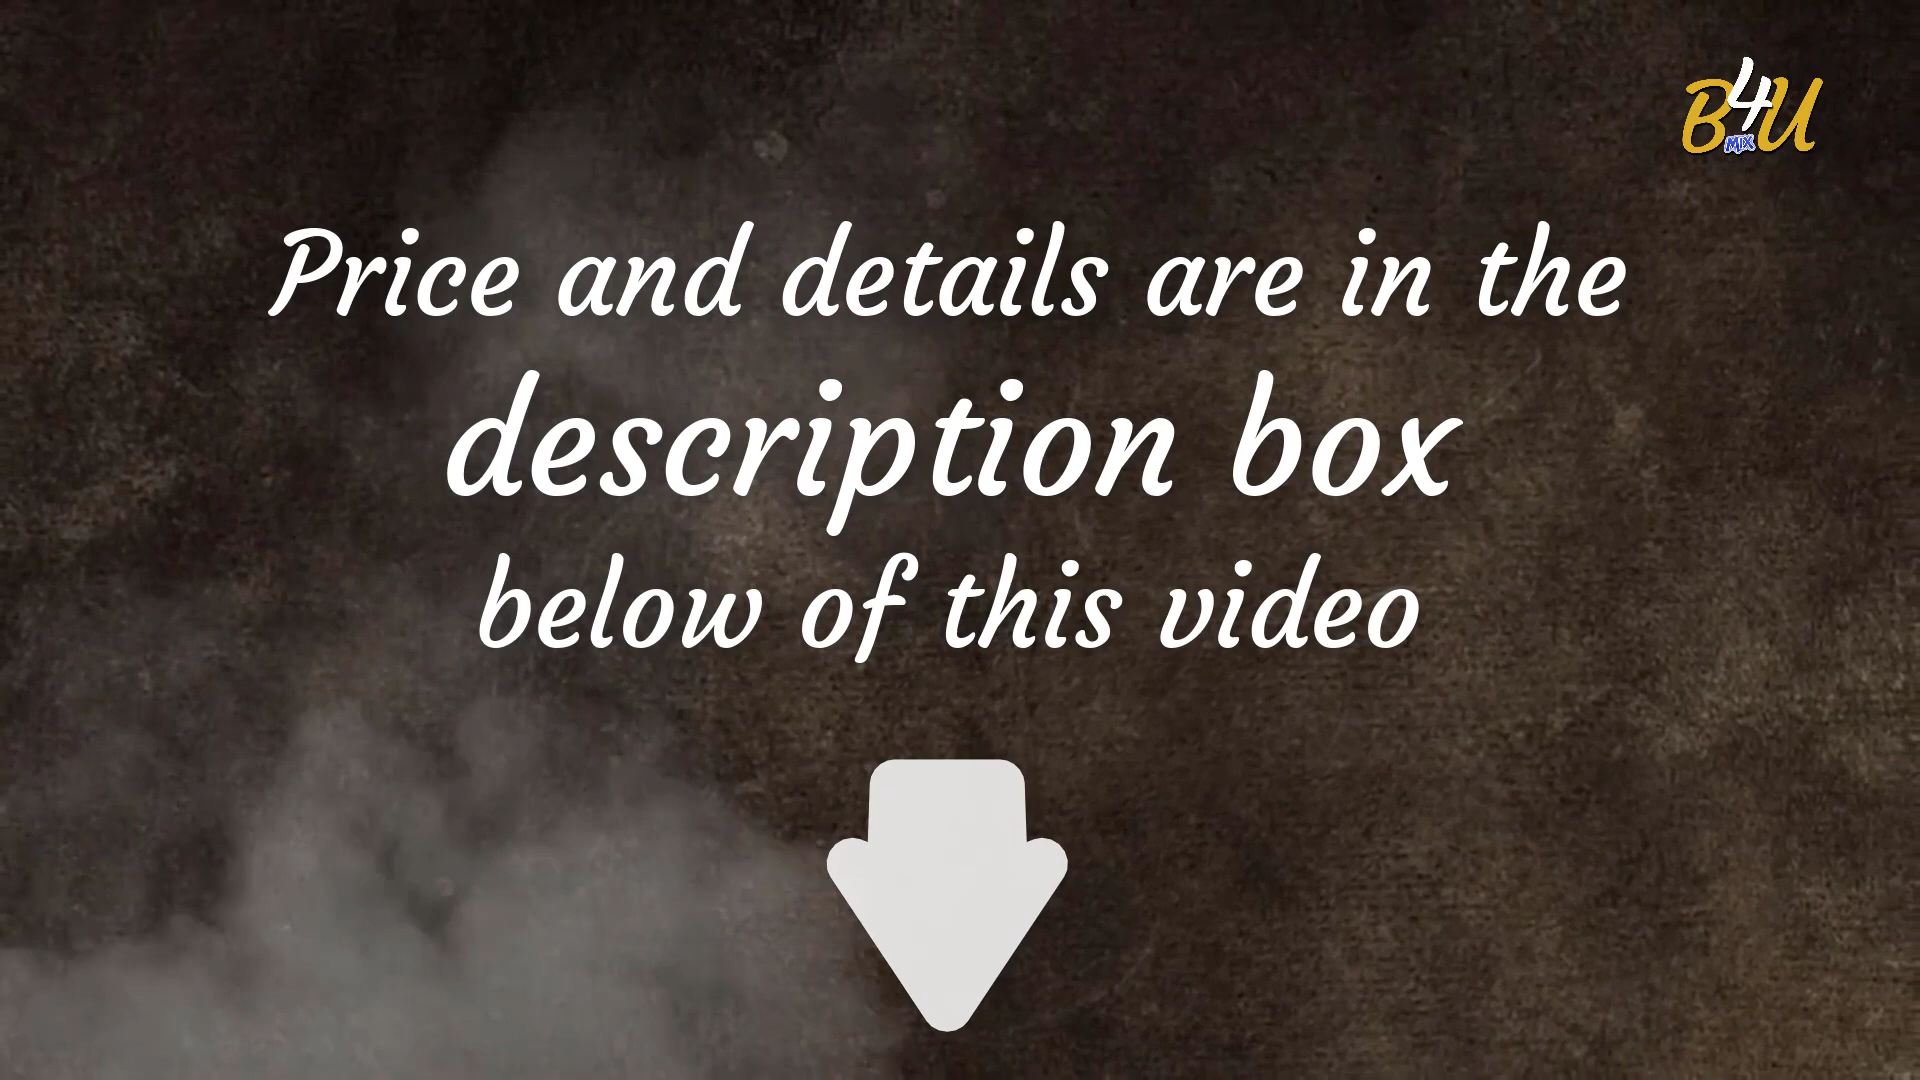 B4U
MIX
Price and details are in the
description box
below of this video